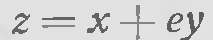 z = x + ey